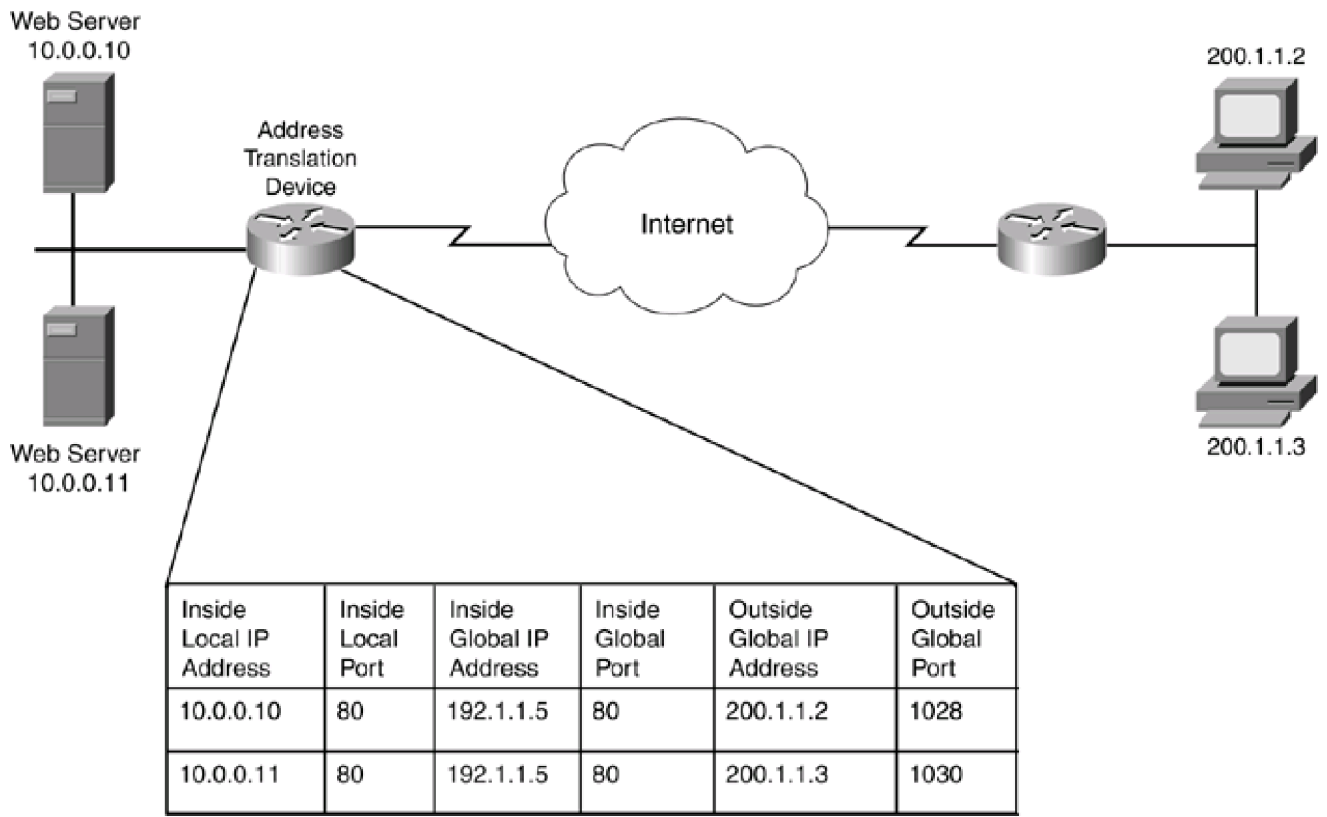 Web Server
10.0.0.10
200.1.1.2
Address
Translation
Device
Internet
Web Server
10.0.0.11
200.1.1.3
Inside
Local IP
Address
Inside
Local
Port
Inside
Global IP
Address
Inside
Global
Port
Outside
Global IP
Address
Outside
Global
Port
10.0.0.10
80
192.1.1.5
80
200.1.1.2
1028
10.0.0.11
80
192.1.1.5
80
200.1.1.3
1030